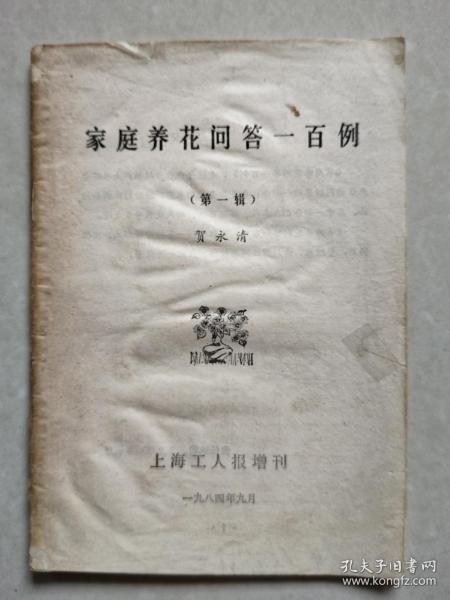 家庭养花问答一百例
(第一辑)
贺永清
上海工人报增刊
一九八四年九月
孔夫子旧书网
www.kongfz.com